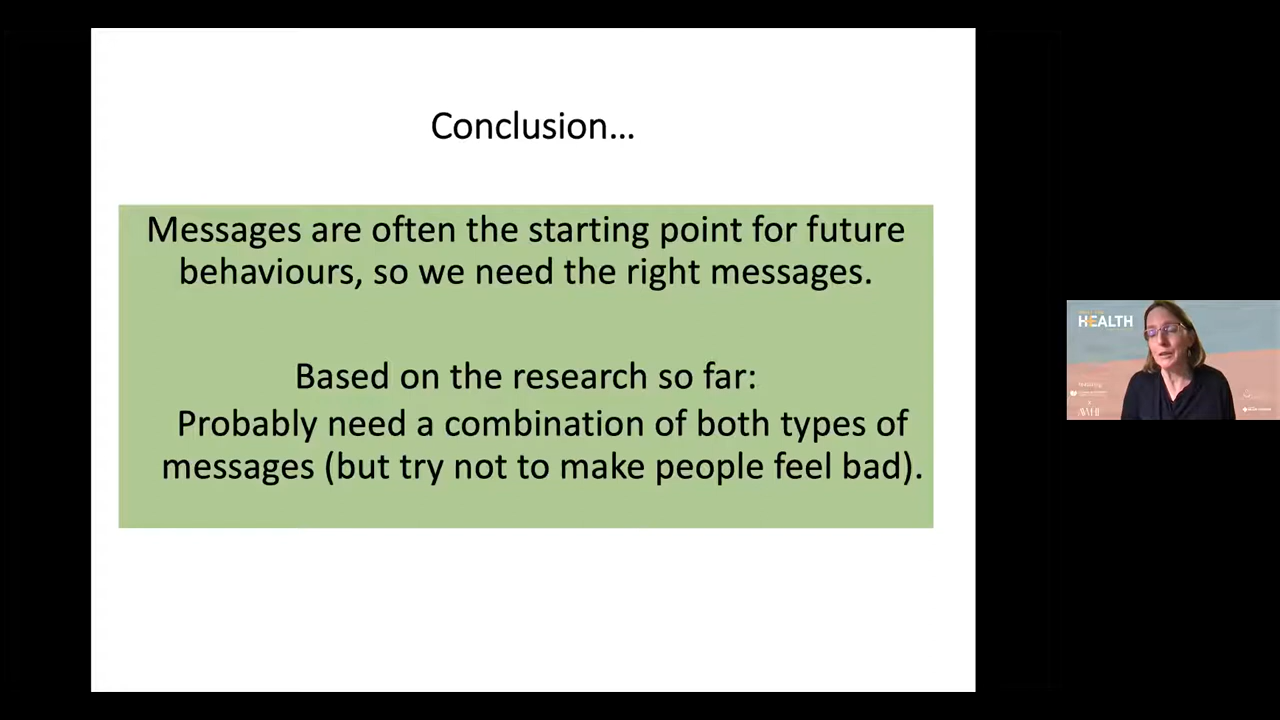 Conclusion…
Messages are often the starting point for future
behaviours, so we need the right messages.
Based on the research so far:
Probably need a combination of both types of
messages (but try not to make people feel bad).
HEALTH